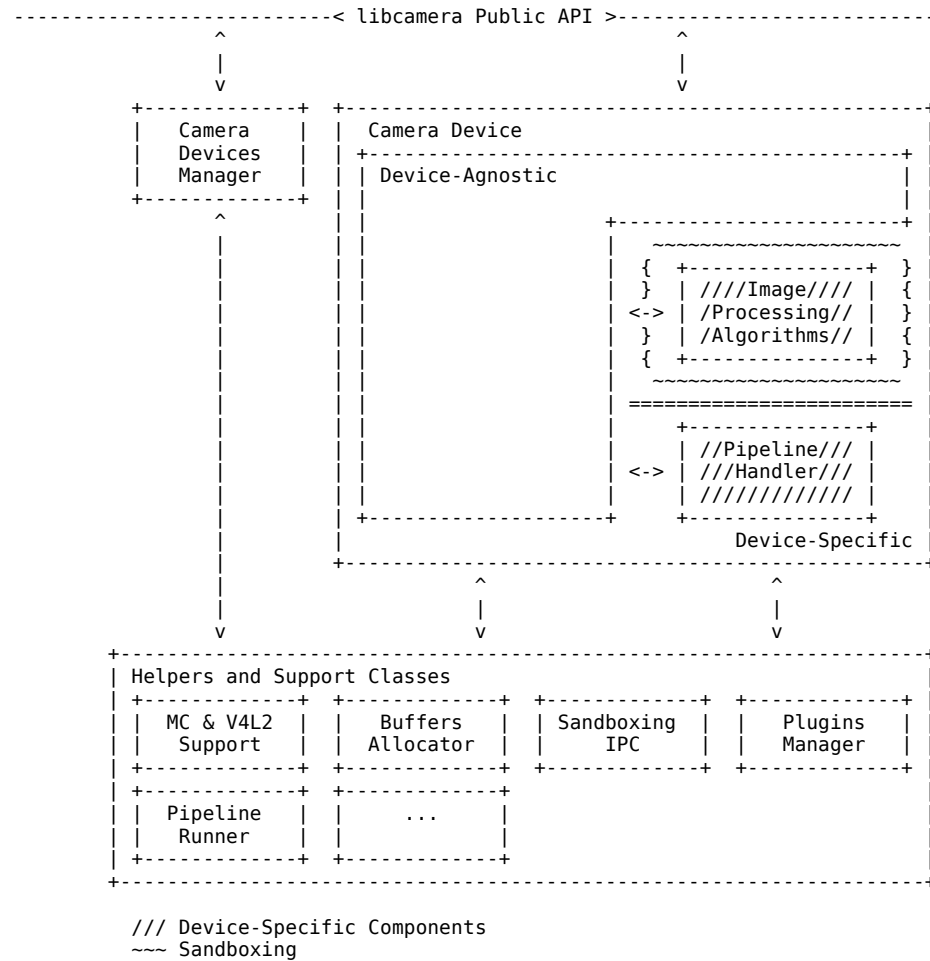 < libcamera Public API >
Camera Devices Manager
Camera Device
Device-Agnostic
////Image////
/Processing//
/Algorithms//
//Pipeline///
///Handler///
/////////////
Device-Specific
Helpers and Support Classes
MC & V4L2 Support
Buffers Allocator
Sandboxing IPC
Plugins Manager
Pipeline Runner
...
/// Device-Specific Components
~~~ Sandboxing